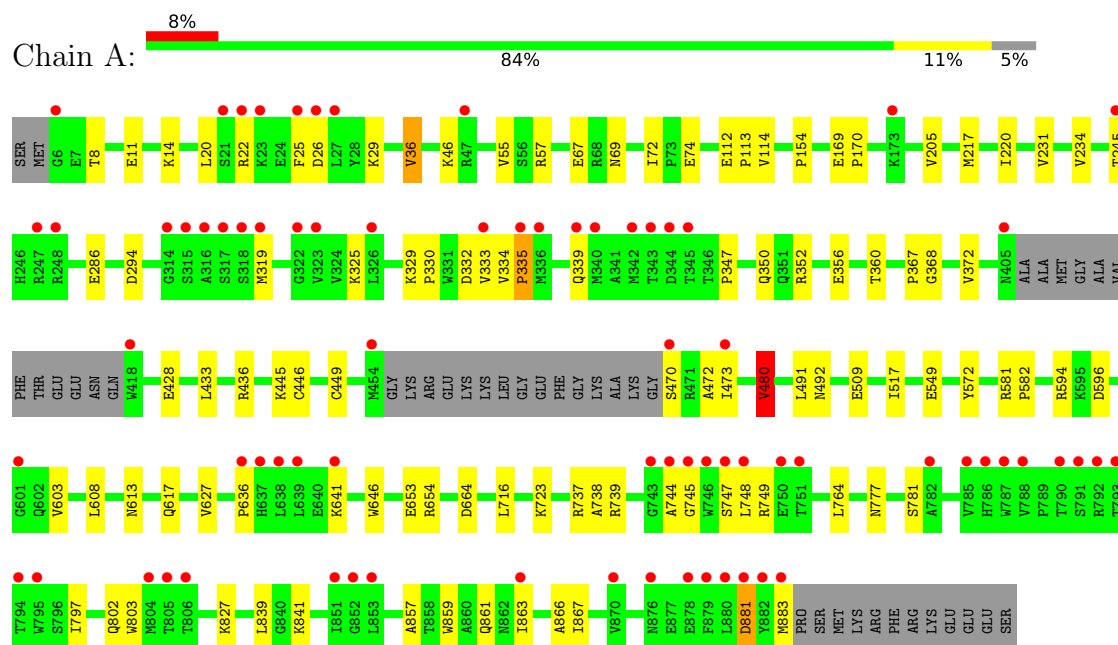 8%
Chain A:
84% 11% 5%
SER MET G6 E7 T8 E11 K14 L20 S21 R22 K23 E24 F25 D26 L27 Y28 K29 V36 K46 R47 V55 S56 R57 E67 R68 N69 I72 P73 E74 E112 P113 V114 P154 E169 P170 K173 V205 M217 I220 V231 V234 T245
H246 R247 R248 E286 D294 G314 S315 A316 S317 S318 M319 G322 V323 V324 K325 L326 K329 P330 W331 D332 V333 V334 P335 M336 Q339 M340 A341 M342 T343 D344 T345 T346 P347 Q350 Q351 R352 E356 T360 P367 G368 V372 N405 ALA ALA MET GLY ALA VAL
PHE THR GLU GLU ASN GLN W418 E428 L433 R436 K445 C446 C449 M454 GLY LYS ARG GLU LYS LYS LEU GLY GLU PHE GLY LYS ALA LYS GLY S470 R471 A472 I473 V480 L491 N492 E509 I517 E549 Y572 R581 P582 R594 K595 D596
G601 Q602 V603 L608 N613 Q617 V627 P636 H637 L638 L639 E640 K641 W646 E653 R654 D664 L716 K723 R737 A738 R739 G743 A744 G745 W746 S747 L748 R749 E750 T751 L764 N777 S781 A782 V785 H786 W787 V788 P789 T790 S791 R792 T793
T794 W795 S796 I797 Q802 W803 M804 T805 T806 K827 L839 G840 K841 I851 G852 L853 A857 T858 W859 A860 Q861 N862 I863 A866 I867 V870 N876 E877 E878 F879 L880 D881 Y882 M883 PRO SER MET LYS ARG PHE ARG LYS GLU GLU GLU SER